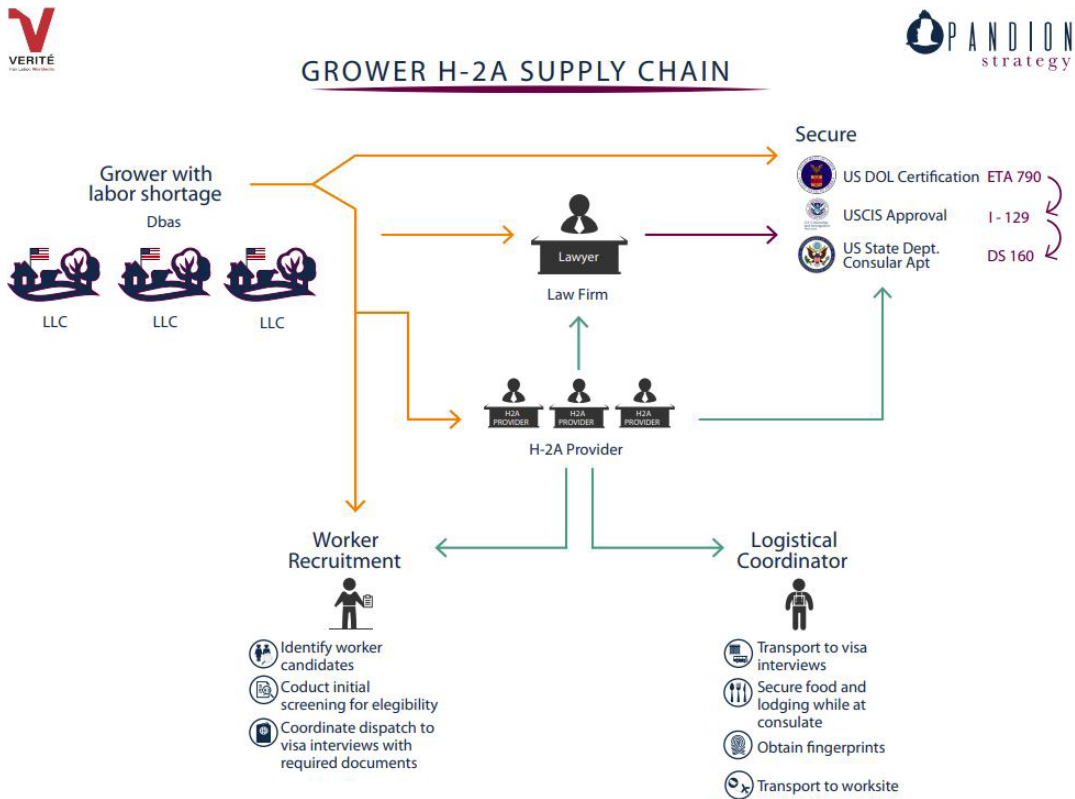 VERITÉ
Fair Labor. Worldwide.
PANDION
strategy
GROWER H-2A SUPPLY CHAIN
Grower with
labor shortage
Dbas
LLC
LLC
LLC
Lawyer
Law Firm
Secure
US DOL Certification ETA 790
USCIS Approval I - 129
US State Dept.
Consular Apt DS 160
H2A
PROVIDER
H2A
PROVIDER
H2A
PROVIDER
H-2A Provider
Worker
Recruitment
Identify worker
candidates
Coduct initial
screening for elegibility
Coordinate dispatch to
visa interviews with
required documents
Logistical
Coordinator
Transport to visa
interviews
Secure food and
lodging while at
consulate
Obtain fingerprints
Transport to worksite